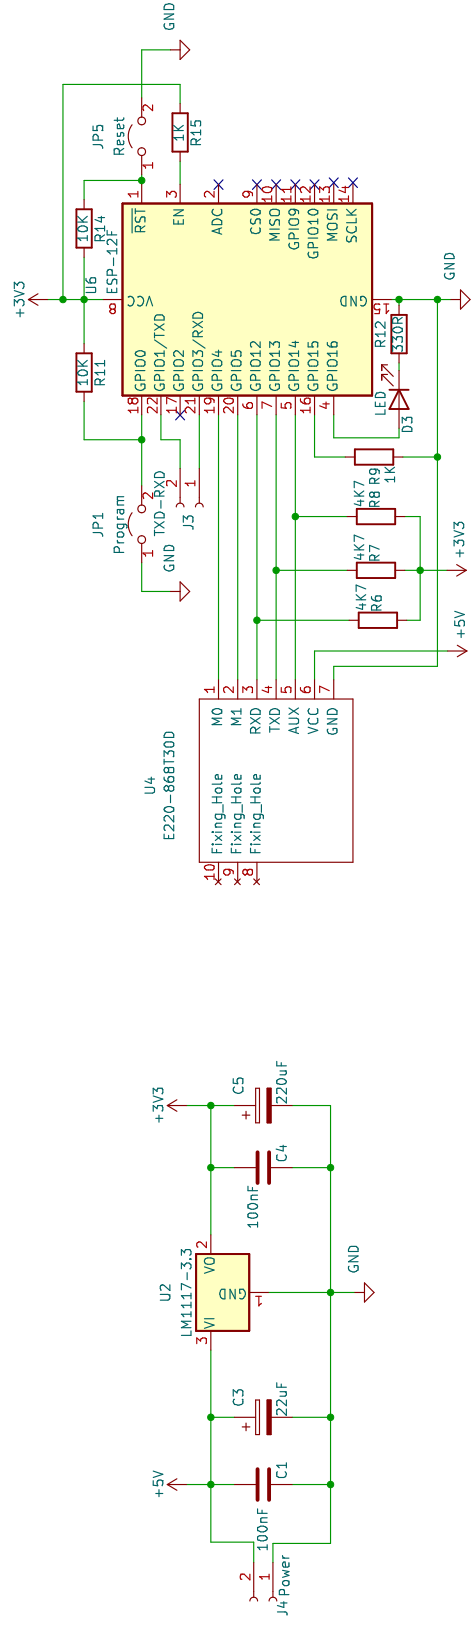 GND
JP5
Reset
2
1
1K
R15
10K
R14
+3V3
U6
ESP-12F
1
RST
3
EN
2
ADC
9
CS0
10
MISO
11
GPIO9
12
GPIO10
13
MOSI
14
SCLK
8
VCC
GND
15
GND
18
GPIO0
22
GPIO1/TXD
17
GPIO2
21
GPIO3/RXD
19
GPIO4
20
GPIO5
6
GPIO12
7
GPIO13
5
GPIO14
16
GPIO15
4
GPIO16
10K
R11
R12
330R
LED
D3
JP1
Program
2
1
GND
TXD-RXD
2
1
J3
R9
1K
4K7
R8
4K7
R7
4K7
R6
+3V3
+5V
U4
E220-868T30D
1
M0
2
M1
3
RXD
4
TXD
5
AUX
6
VCC
7
GND
10
Fixing_Hole
9
Fixing_Hole
8
Fixing_Hole
+3V3
C5
+
220uF
C4
100nF
U2
LM1117-3.3
2
VO
GND
1
VI
3
GND
C3
+
22uF
+5V
C1
100nF
2
1
J4
Power